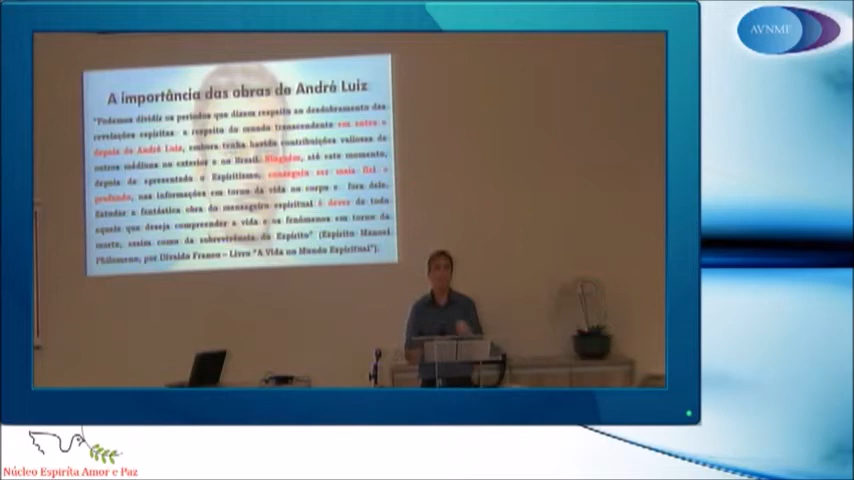 A importância das obras de André Luiz
"Podemos dividir os períodos que dizem respeito ao desdobramento das
revelações espíritas a respeito do mundo transcendente em antes e
depois de André Luiz, embora tenha havido contribuições valiosas de
outros médiuns no exterior e no Brasil. Ninguém, até este momento,
depois de apresentado o Espiritismo, conseguiu ser mais fiel e
profundo, nas informações em torno da vida no corpo e fora dele.
Estudar a fantástica obra do mensageiro espiritual é dever de todo
aquele que deseja compreender a vida e os fenômenos em torno da
morte, assim como da sobrevivência do Espírito" (Espírito Manoel
Philomeno, por Divaldo Franco – Livro "A Vida no Mundo Espiritual").
AVNME
Núcleo Espiríta Amor e Paz